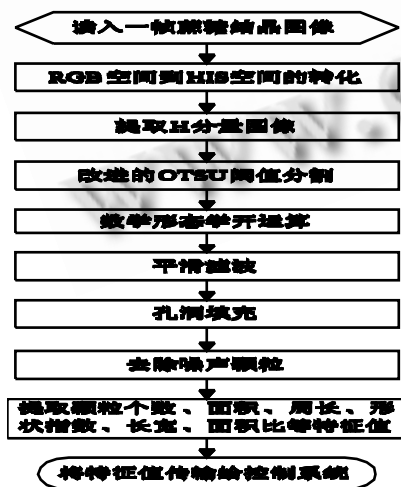 读入一帧蔗糖结晶图像
RGB空间到HIS空间的转化
提取H分量图像
改进的OTSU阈值分割
数学形态学开运算
平滑滤波
孔洞填充
去除噪声颗粒
提取颗粒个数、面积、周长、形
状指数、长宽、面积比等特征值
将特征值传输给控制系统